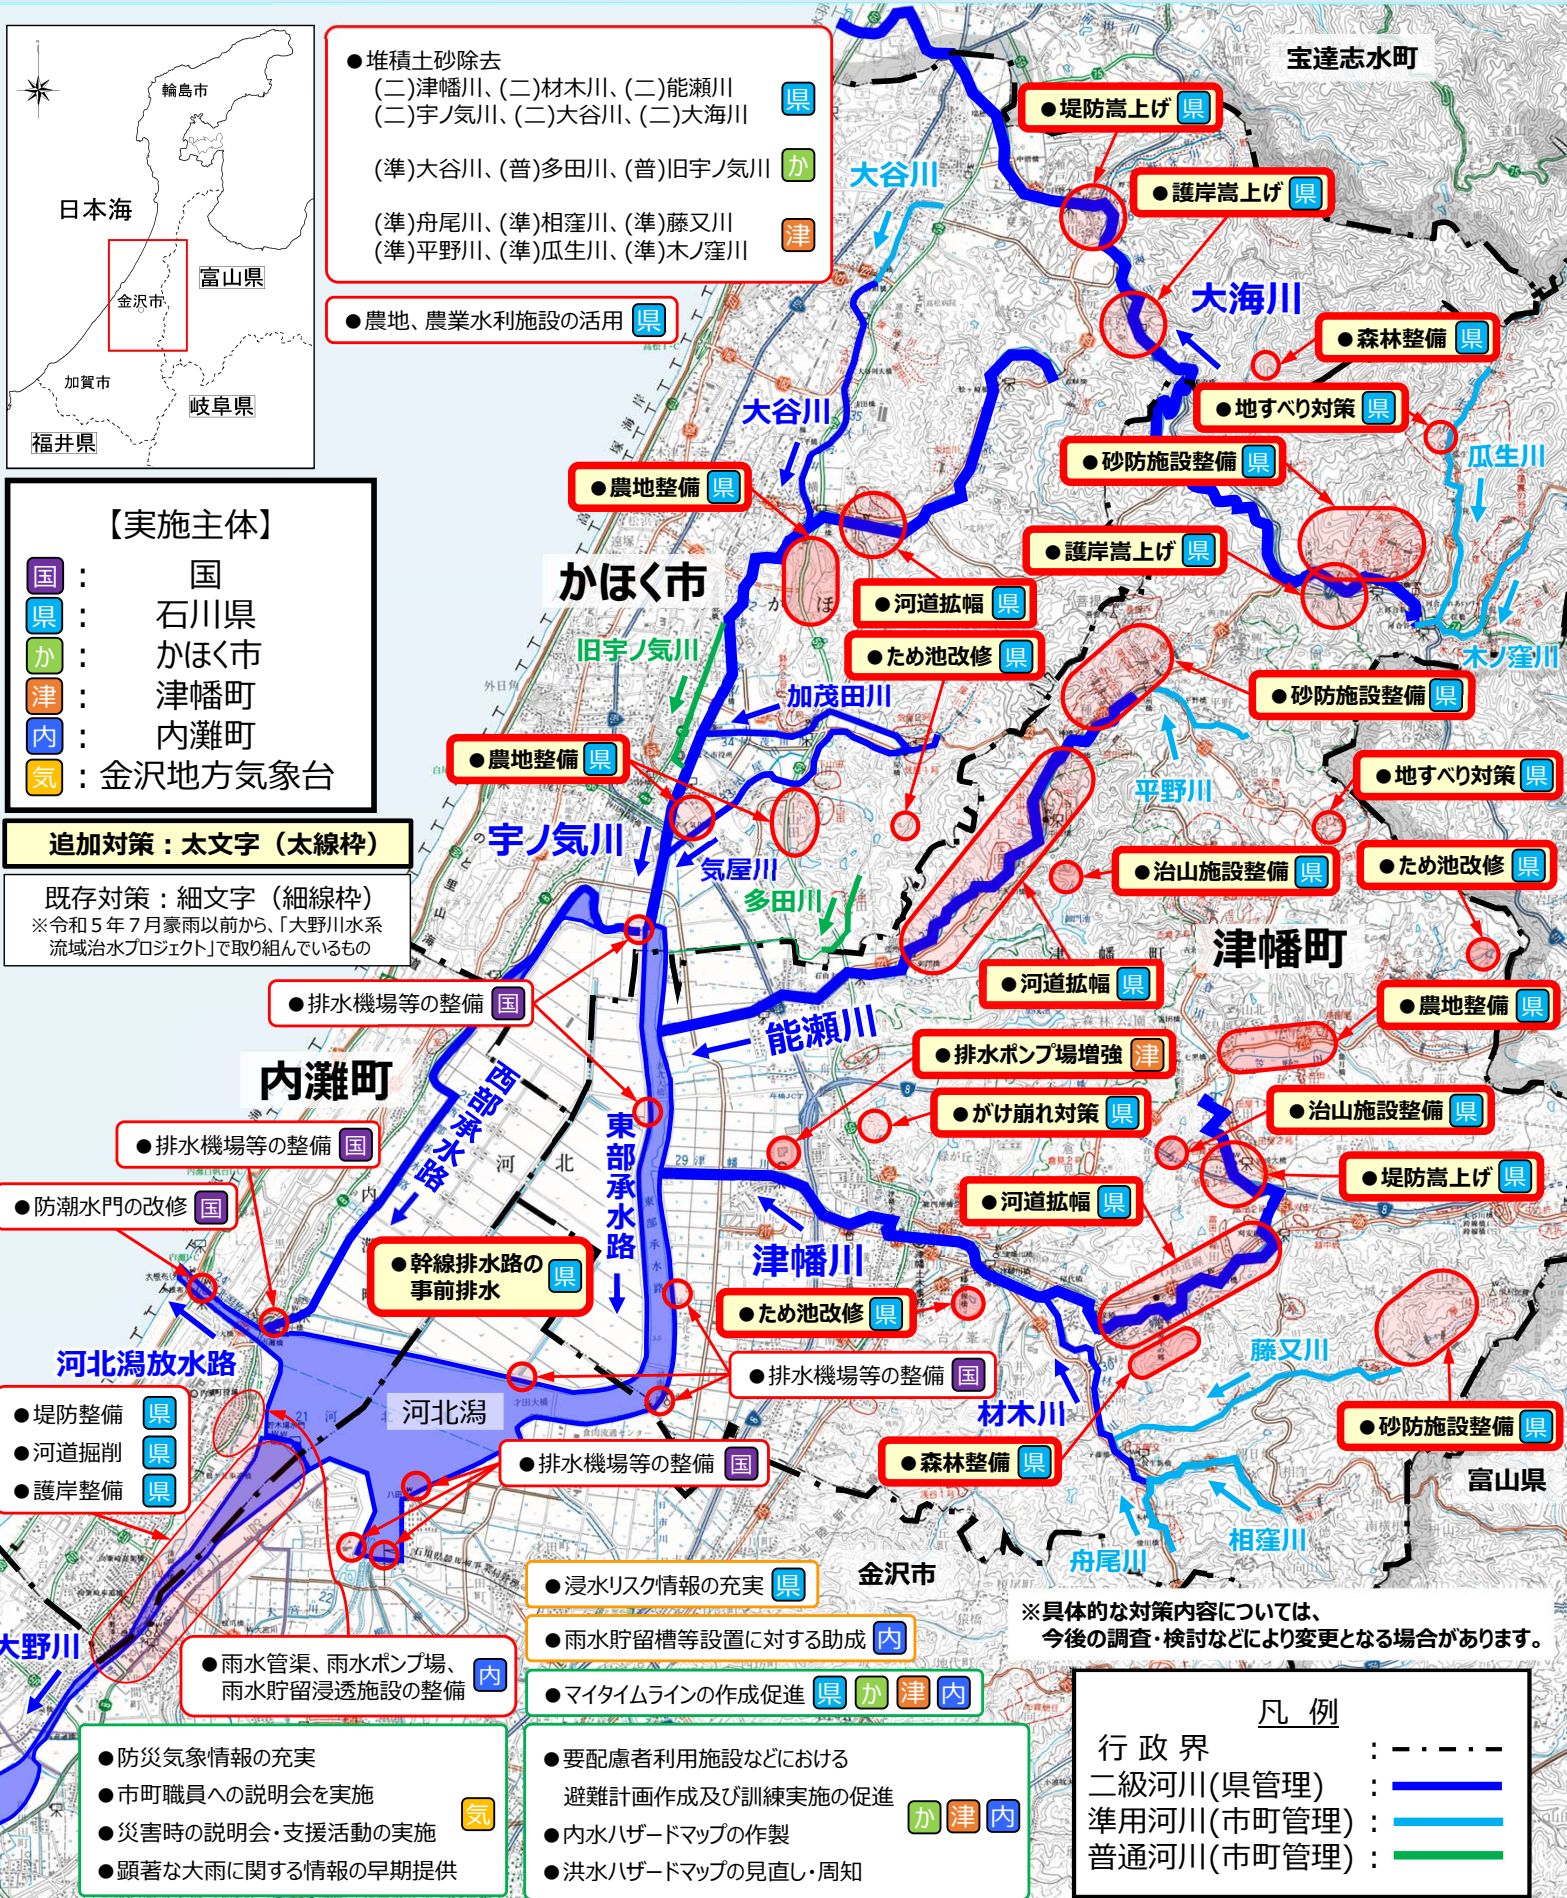 輪島市
日本海
富山県
金沢市
加賀市
岐阜県
福井県
●堆積土砂除去
(二)津幡川、(二)材木川、(二)能瀬川
(二)宇ノ気川、(二)大谷川、(二)大海川
県
(準)大谷川、(普)多田川、(普)旧宇ノ気川
か
(準)舟尾川、(準)相窪川、(準)藤又川
(準)平野川、(準)瓜生川、(準)木ノ窪川
津
●農地、農業水利施設の活用 県
【実施主体】
国 : 国
県 : 石川県
か : かほく市
津 : 津幡町
内 : 内灘町
気 : 金沢地方気象台
追加対策：太文字（太線枠）
既存対策：細文字（細線枠）
※令和５年７月豪雨以前から、「大野川水系
流域治水プロジェクト」で取り組んでいるもの
宝達志水町
●堤防嵩上げ 県
大谷川
●護岸嵩上げ 県
大海川
●森林整備 県
●地すべり対策 県
大谷川
瓜生川
●砂防施設整備 県
●農地整備 県
●護岸嵩上げ 県
かほく市
●河道拡幅 県
旧宇ノ気川
●ため池改修 県
木ノ窪川
加茂田川
●砂防施設整備 県
●農地整備 県
平野川
●地すべり対策 県
宇ノ気川
気屋川
●治山施設整備 県
●ため池改修 県
多田川
津幡町
●河道拡幅 県
●排水機場等の整備 国
●農地整備 県
能瀬川
●排水ポンプ場増強 津
内灘町
西部承水路
●がけ崩れ対策 県
●治山施設整備 県
東部承水路
河北
●排水機場等の整備 国
●堤防嵩上げ 県
●防潮水門の改修 国
●河道拡幅 県
●幹線排水路の
事前排水
県
津幡川
●ため池改修 県
河北潟放水路
藤又川
●排水機場等の整備 国
●堤防整備 県
●河道掘削 県
●護岸整備 県
河北潟
材木川
●砂防施設整備 県
●排水機場等の整備 国
●森林整備 県
富山県
相窪川
舟尾川
金沢市
●浸水リスク情報の充実 県
●雨水貯留槽等設置に対する助成 内
※具体的な対策内容については、
今後の調査・検討などにより変更となる場合があります。
大野川
●雨水管渠、雨水ポンプ場、
雨水貯留浸透施設の整備
内
●マイタイムラインの作成促進 県 か 津 内
●防災気象情報の充実
●市町職員への説明会を実施
●災害時の説明会・支援活動の実施
●顕著な大雨に関する情報の早期提供
気
●要配慮者利用施設などにおける
避難計画作成及び訓練実施の促進
●内水ハザードマップの作製
●洪水ハザードマップの見直し・周知
か 津 内
凡 例
行 政 界 :
二級河川(県管理) :
準用河川(市町管理) :
普通河川(市町管理) :